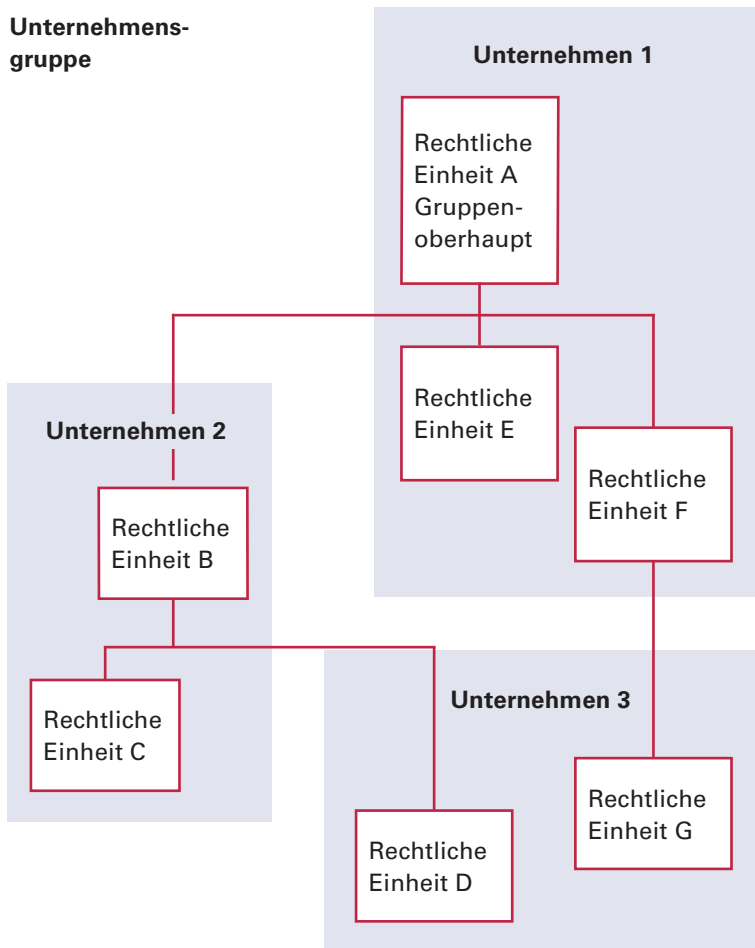 Unternehmens-
gruppe
Unternehmen 1
Rechtliche
Einheit A
Gruppen-
oberhaupt
Rechtliche
Einheit E
Rechtliche
Einheit F
Unternehmen 2
Rechtliche
Einheit B
Rechtliche
Einheit C
Unternehmen 3
Rechtliche
Einheit D
Rechtliche
Einheit G